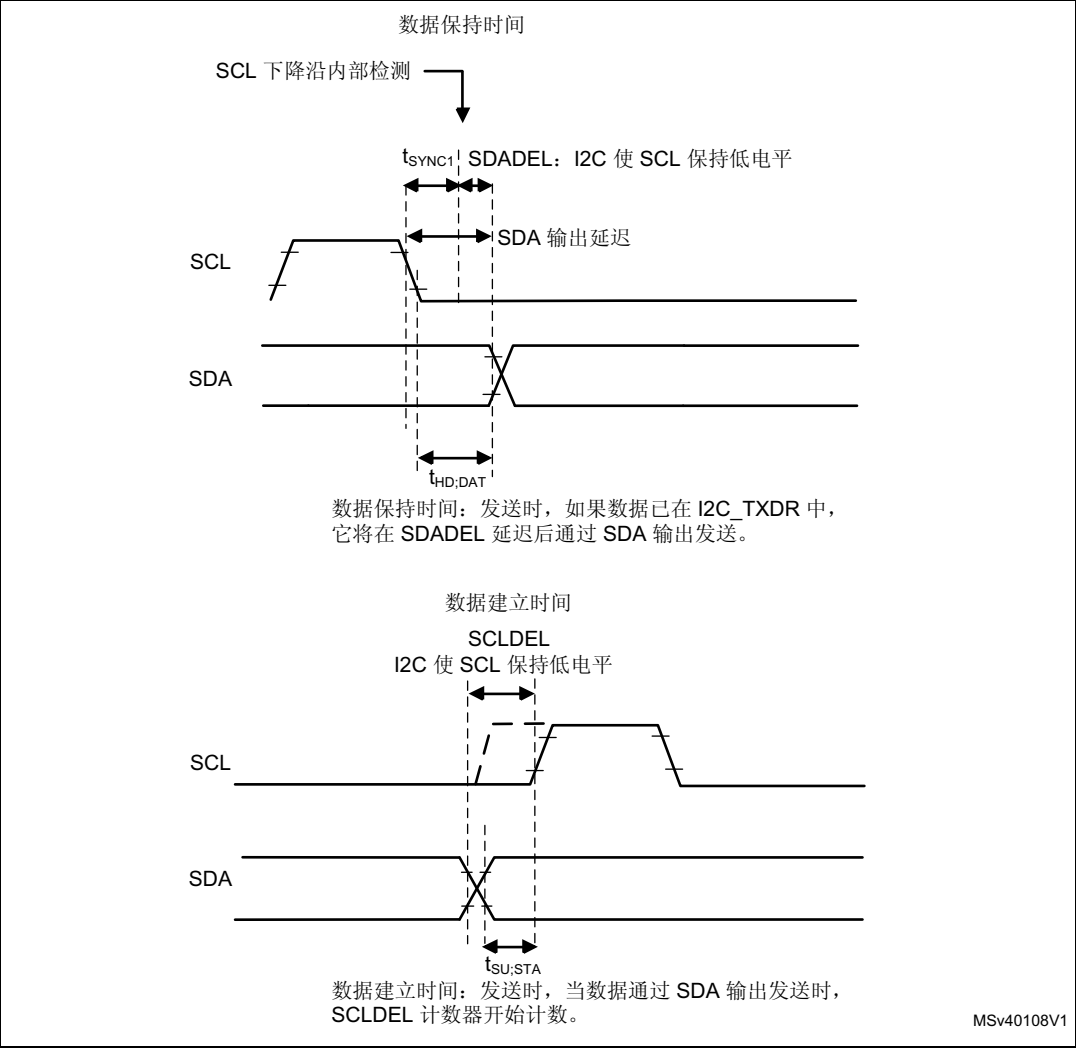 数据保持时间
SCL 下降沿内部检测
tSYNC1
SDADEL：I2C 使 SCL 保持低电平
SDA 输出延迟
SCL
SDA
tHD;DAT
数据保持时间：发送时，如果数据已在 I2C_TXDR 中，
它将在 SDADEL 延迟后通过 SDA 输出发送。
数据建立时间
SCLDEL
I2C 使 SCL 保持低电平
SCL
SDA
tSU;STA
数据建立时间：发送时，当数据通过 SDA 输出发送时，
SCLDEL 计数器开始计数。
MSv40108V1